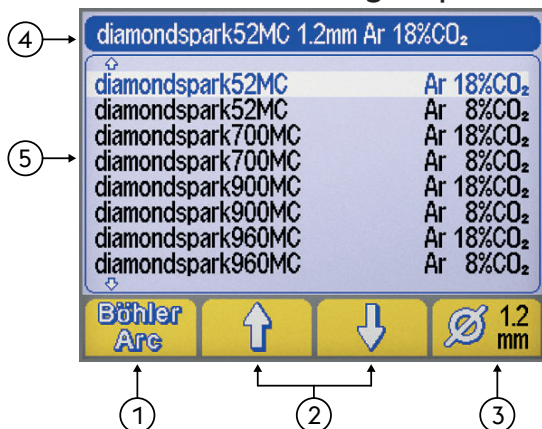 4
diamondspark52MC 1.2mm Ar 18%CO₂
diamondspark52MC Ar 18%CO₂
diamondspark52MC Ar 8%CO₂
diamondspark700MC Ar 18%CO₂
5
diamondspark700MC Ar 8%CO₂
diamondspark900MC Ar 18%CO₂
diamondspark900MC Ar 8%CO₂
diamondspark960MC Ar 18%CO₂
diamondspark960MC Ar 8%CO₂
Böhler
Arc
1.2
mm
1
2
3